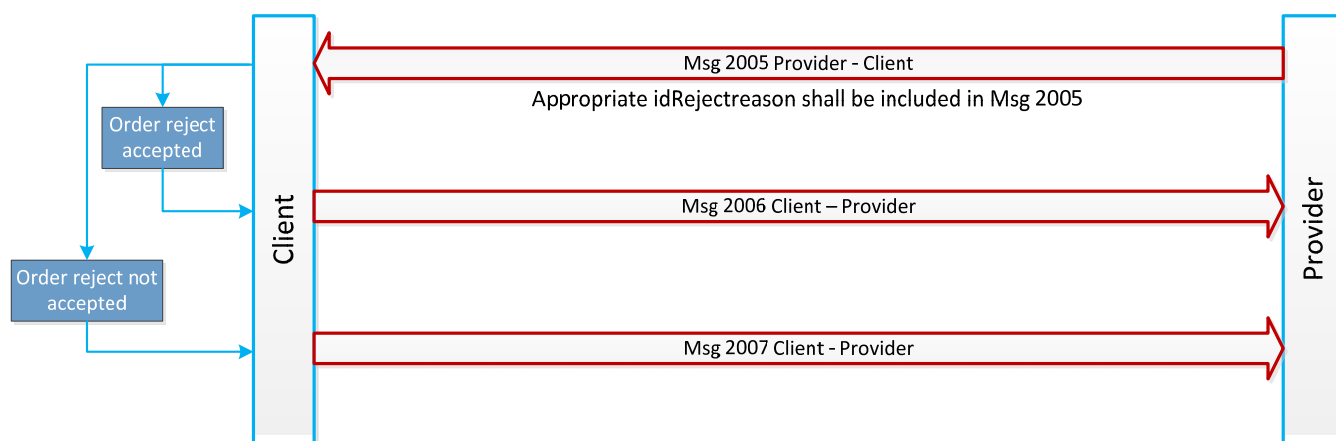 Msg 2005 Provider - Client
Appropriate idRejectreason shall be included in Msg 2005
Order reject
accepted
Msg 2006 Client – Provider
Client
Provider
Order reject not
accepted
Msg 2007 Client - Provider